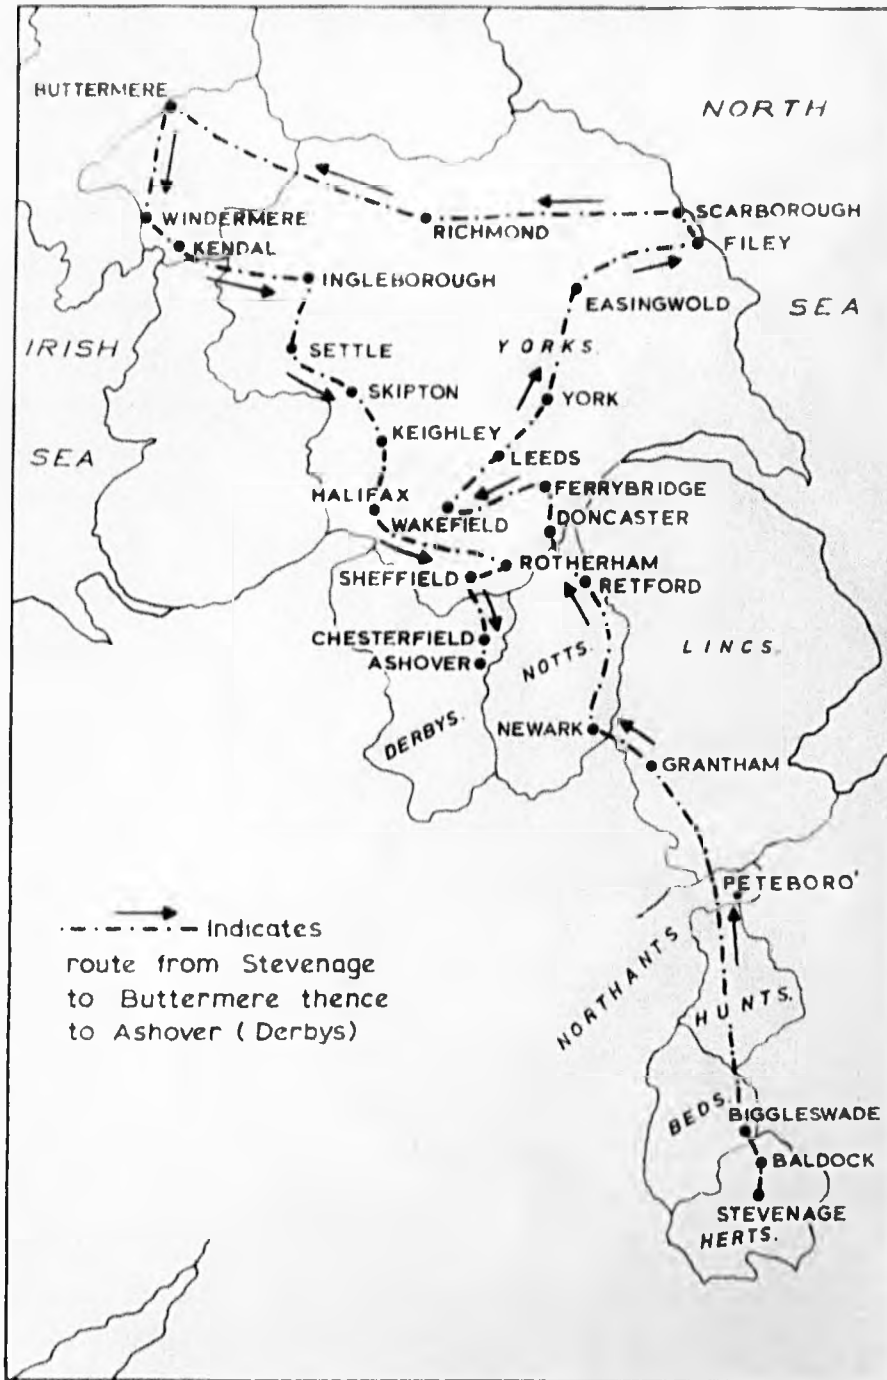 BUTTERMERE
NORTH
WINDERMERE
KENDAL
RICHMOND
SCARBOROUGH
FILEY
INGLEBOROUGH
EASINGWOLD
SEA
IRISH
SETTLE
YORKS.
SKIPTON
YORK
KEIGHLEY
SEA
LEEDS
HALIFAX
FERRYBRIDGE
WAKEFIELD
DONCASTER
ROTHERHAM
SHEFFIELD
RETFORD
CHESTERFIELD
ASHOVER
NOTTS.
LINCS.
DERBYS.
NEWARK
GRANTHAM
PETEBORO'
Indicates
route from Stevenage
to Buttermere thence
to Ashover (Derbys)
NORTHANTS
HUNTS.
BEDS.
BIGGLESWADE
BALDOCK
STEVENAGE
HERTS.